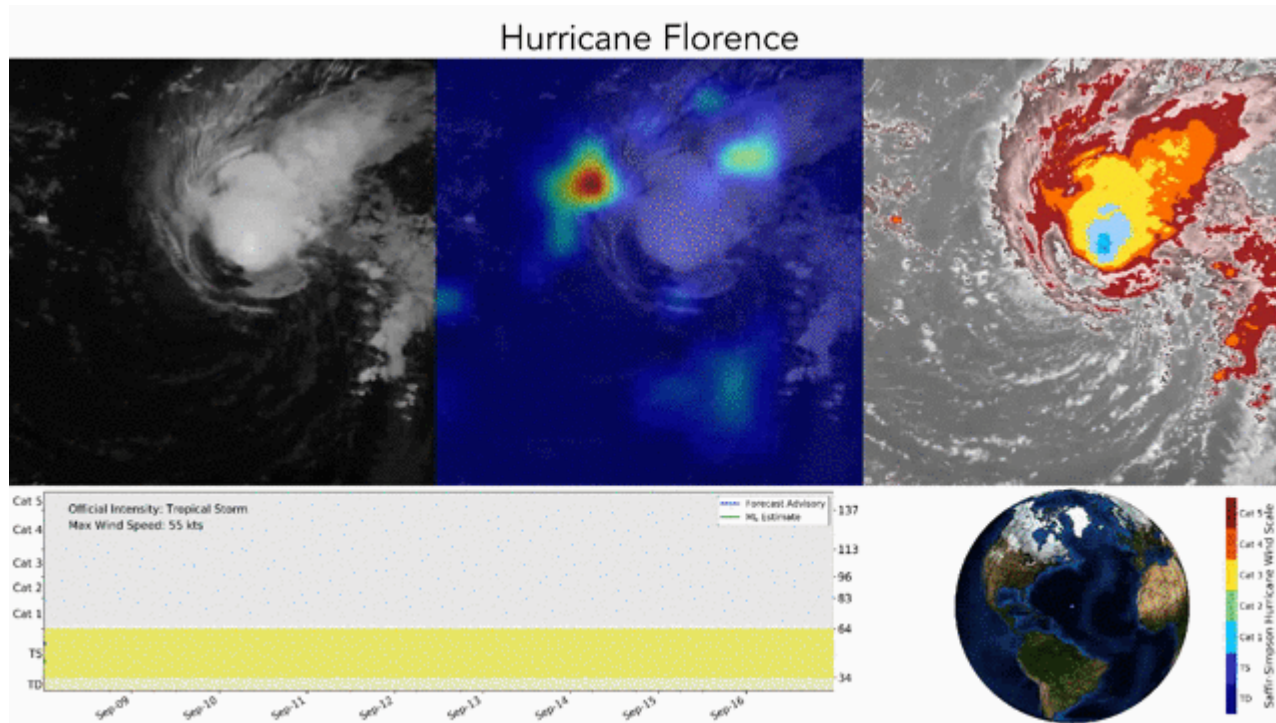 Hurricane Florence
Cat 5
Cat 4
Cat 3
Cat 2
Cat 1
TS
TD
Official Intensity: Tropical Storm
Max Wind Speed: 55 kts
Forecast Advisory
ML Estimate
137
113
96
83
64
34
Sep-09
Sep-10
Sep-11
Sep-12
Sep-13
Sep-14
Sep-15
Sep-16
Cat 5
Cat 4
Cat 3
Cat 2
Cat 1
TS
TD
Saffir-Simpson Hurricane Wind Scale